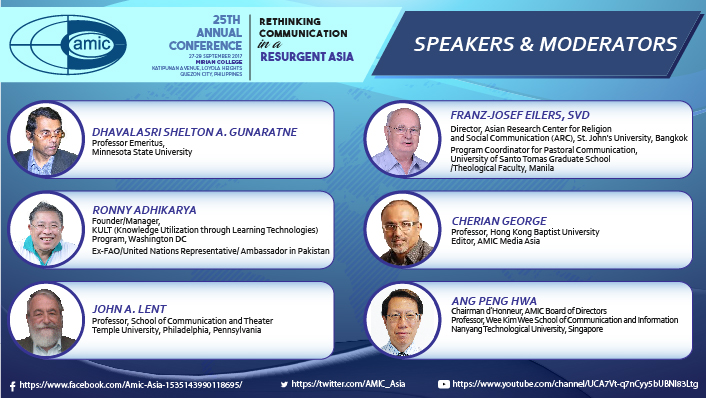 amic
25TH
ANNUAL
CONFERENCE
27-29 SEPTEMBER 2017
MIRIAN COLLEGE
KATIPUNAN AVENUE, LOYOLA HEIGHTS
QUEZON CITY, PHILIPPINES
RETHINKING
COMMUNICATION
in a
RESURGENT ASIA
SPEAKERS & MODERATORS
DHAVALASRI SHELTON A. GUNARATNE
Professor Emeritus,
Minnesota State University
RONNY ADHIKARYA
Founder/Manager,
KULT (Knowledge Utilization through Learning Technologies)
Program, Washington DC
Ex-FAO/United Nations Representative/ Ambassador in Pakistan
JOHN A. LENT
Professor, School of Communication and Theater
Temple University, Philadelphia, Pennsylvania
FRANZ-JOSEF EILERS, SVD
Director, Asian Research Center for Religion
and Social Communication (ARC), St. John's University, Bangkok
Program Coordinator for Pastoral Communication,
University of Santo Tomas Graduate School
/Theological Faculty, Manila
CHERIAN GEORGE
Professor, Hong Kong Baptist University
Editor, AMIC Media Asia
ANG PENG HWA
Chairman d'Honneur, AMIC Board of Directors
Professor, Wee Kim Wee School of Communication and Information
Nanyang Technological University, Singapore
https://www.facebook.com/Amic-Asia-1535143990118695/
https://twitter.com/AMIC_Asia
https://www.youtube.com/channel/UCA7Vt-q7nCyy5bUBNI83Ltg